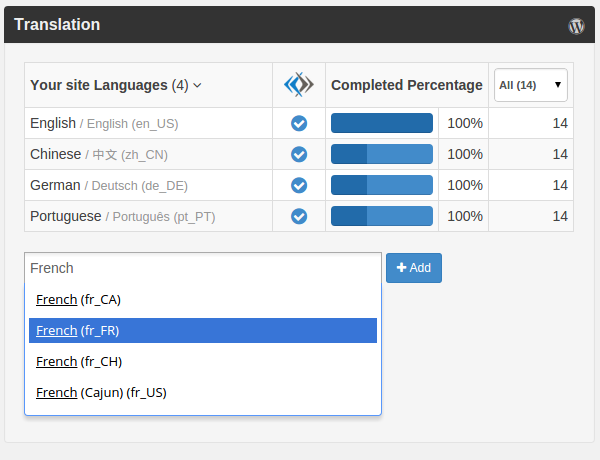 Translation
Your site Languages (4) Completed Percentage All (14)
English / English (en_US) 100% 14
Chinese / 中文 (zh_CN) 100% 14
German / Deutsch (de_DE) 100% 14
Portuguese / Português (pt_PT) 100% 14
French Add
French (fr_CA)
French (fr_FR)
French (fr_CH)
French (Cajun) (fr_US)